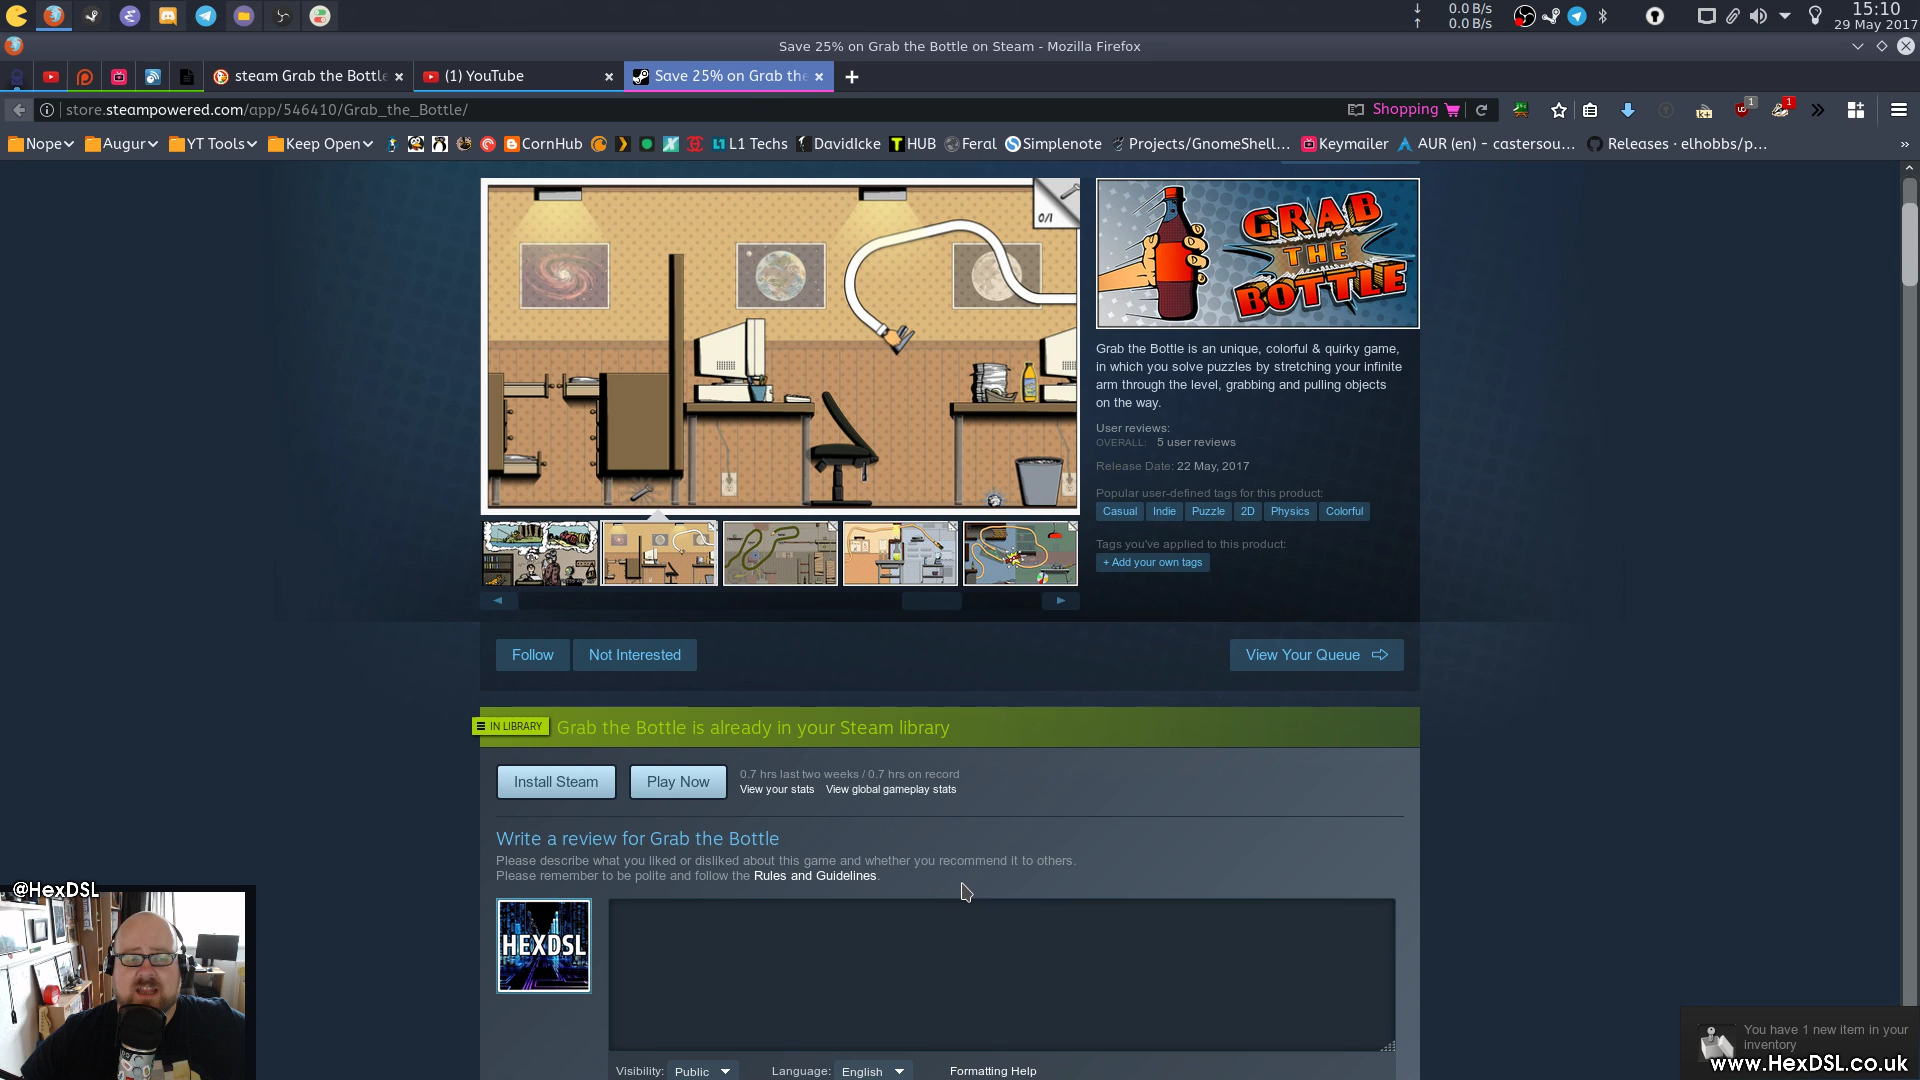 0.0 B/s
0.0 B/s
15:10
29 May 2017
Save 25% on Grab the Bottle on Steam - Mozilla Firefox
steam Grab the Bottle
(1) YouTube
Save 25% on Grab the
store.steampowered.com/app/546410/Grab_the_Bottle/
Shopping
1
1
Nope
Augur
YT Tools
Keep Open
CornHub
L1 Techs
DavidIcke
HUB
Feral
Simplenote
Projects/GnomeShell...
Keymailer
AUR (en) - castersou...
Releases · elhobbs/p...
0/1
GRAB
THE
BOTTLE
Grab the Bottle is an unique, colorful & quirky game,
in which you solve puzzles by stretching your infinite
arm through the level, grabbing and pulling objects
on the way.
User reviews:
OVERALL: 5 user reviews
Release Date: 22 May, 2017
Popular user-defined tags for this product:
Casual Indie Puzzle 2D Physics Colorful
Tags you've applied to this product:
+ Add your own tags
Follow
Not Interested
View Your Queue
IN LIBRARY
Grab the Bottle is already in your Steam library
Install Steam
Play Now
0.7 hrs last two weeks / 0.7 hrs on record
View your stats View global gameplay stats
Write a review for Grab the Bottle
Please describe what you liked or disliked about this game and whether you recommend it to others.
Please remember to be polite and follow the Rules and Guidelines.
@HexDSL
HEXDSL
Visibility: Public
Language: English
Formatting Help
You have 1 new item in your
inventory
www.HexDSL.co.uk